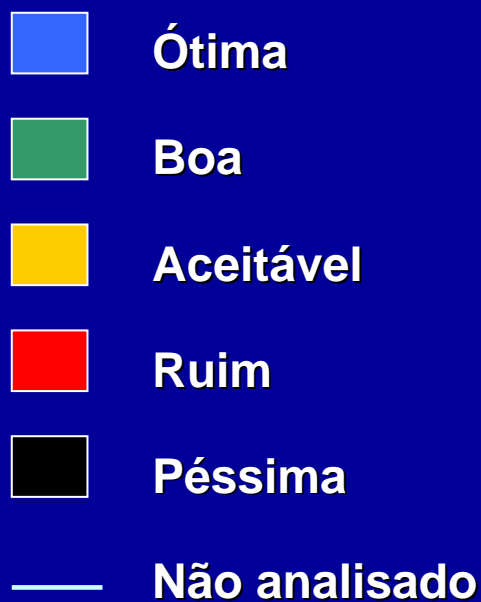 Ótima
Boa
Aceitável
Ruim
Péssima
Não analisado